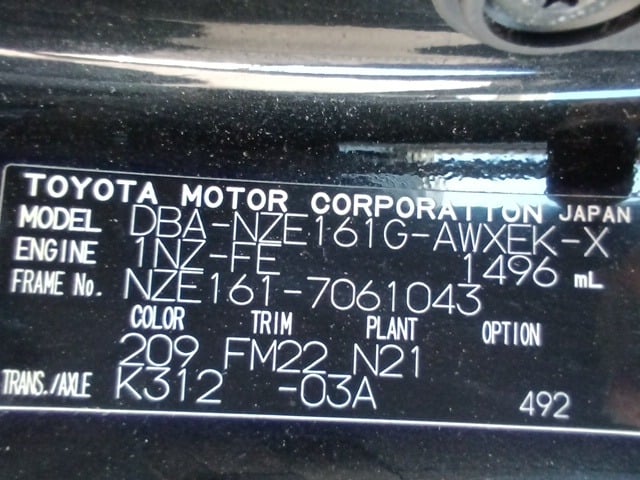 TOYOTA MOTOR CORPORATION JAPAN
MODEL DBA-NZE161G-AWXEK-X
ENGINE 1NZ-FE 1496 mL
FRAME No. NZE161-7061043
COLOR TRIM PLANT OPTION
209 FM22 N21
TRANS./AXLE K312 -03A 492